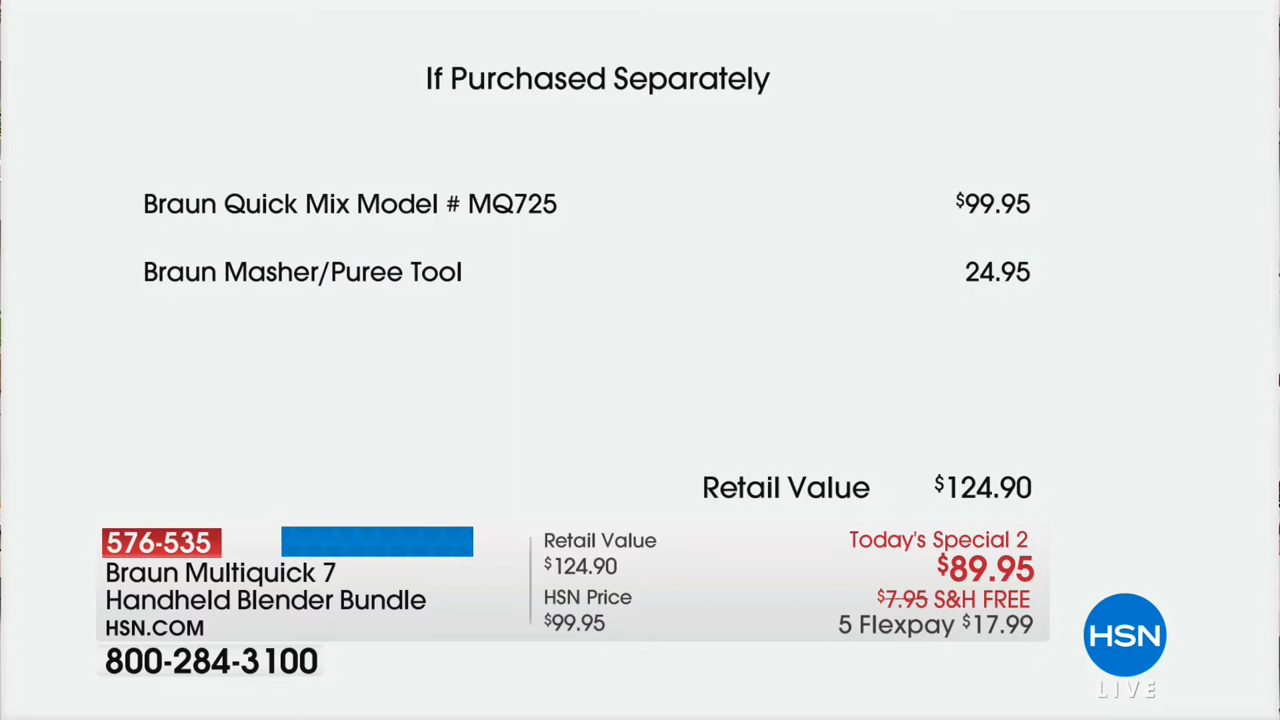 If Purchased Separately
Braun Quick Mix Model # MQ725 $99.95
Braun Masher/Puree Tool 24.95
Retail Value $124.90
576-535
Braun Multiquick 7
Handheld Blender Bundle
HSN.COM
800-284-3100
Retail Value
$124.90
HSN Price
$99.95
Today's Special 2
$89.95
$7.95 S&H FREE
5 Flexpay $17.99
HSN
LIVE